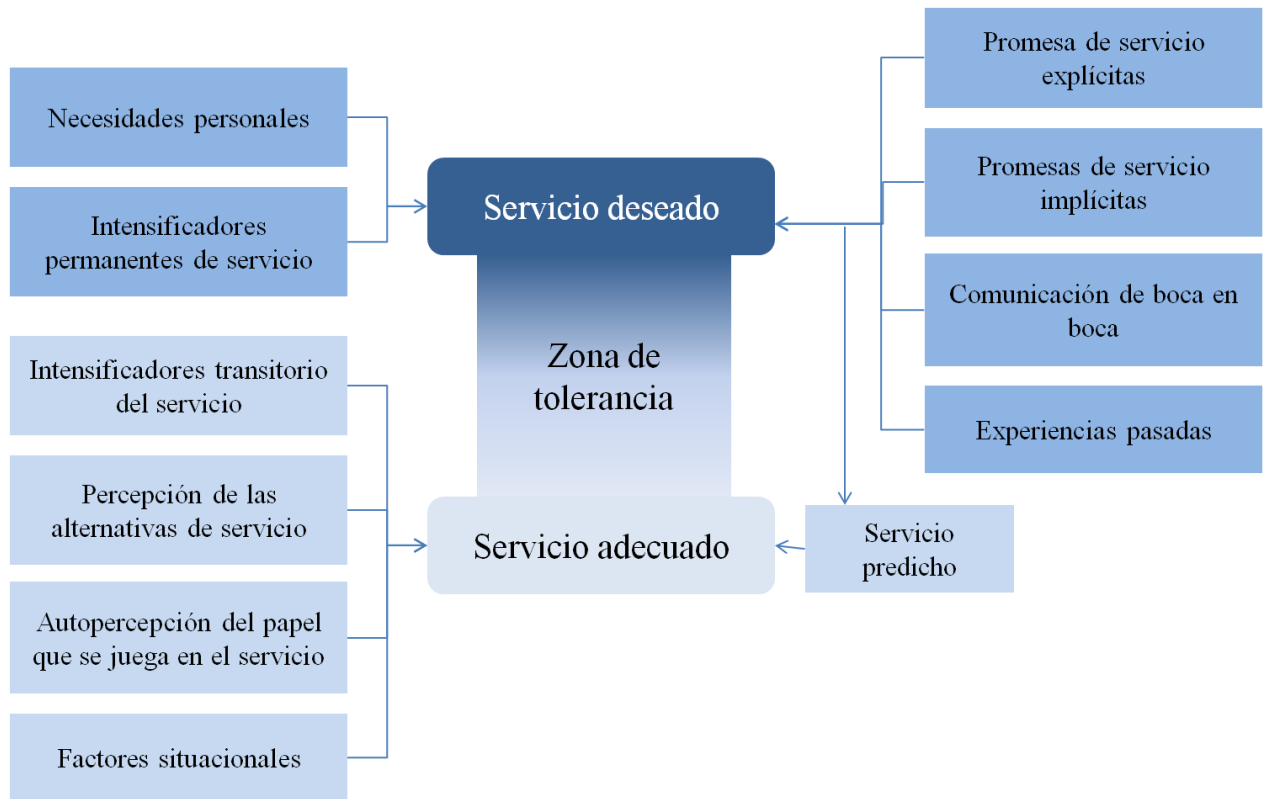 Necesidades personales
Intensificadores
permanentes de servicio
Intensificadores transitorio
del servicio
Percepción de las
alternativas de servicio
Autopercepción del papel
que se juega en el servicio
Factores situacionales
Servicio deseado
Zona de
tolerancia
Servicio adecuado
Promesa de servicio
explícitas
Promesas de servicio
implícitas
Comunicación de boca en
boca
Experiencias pasadas
Servicio
predicho